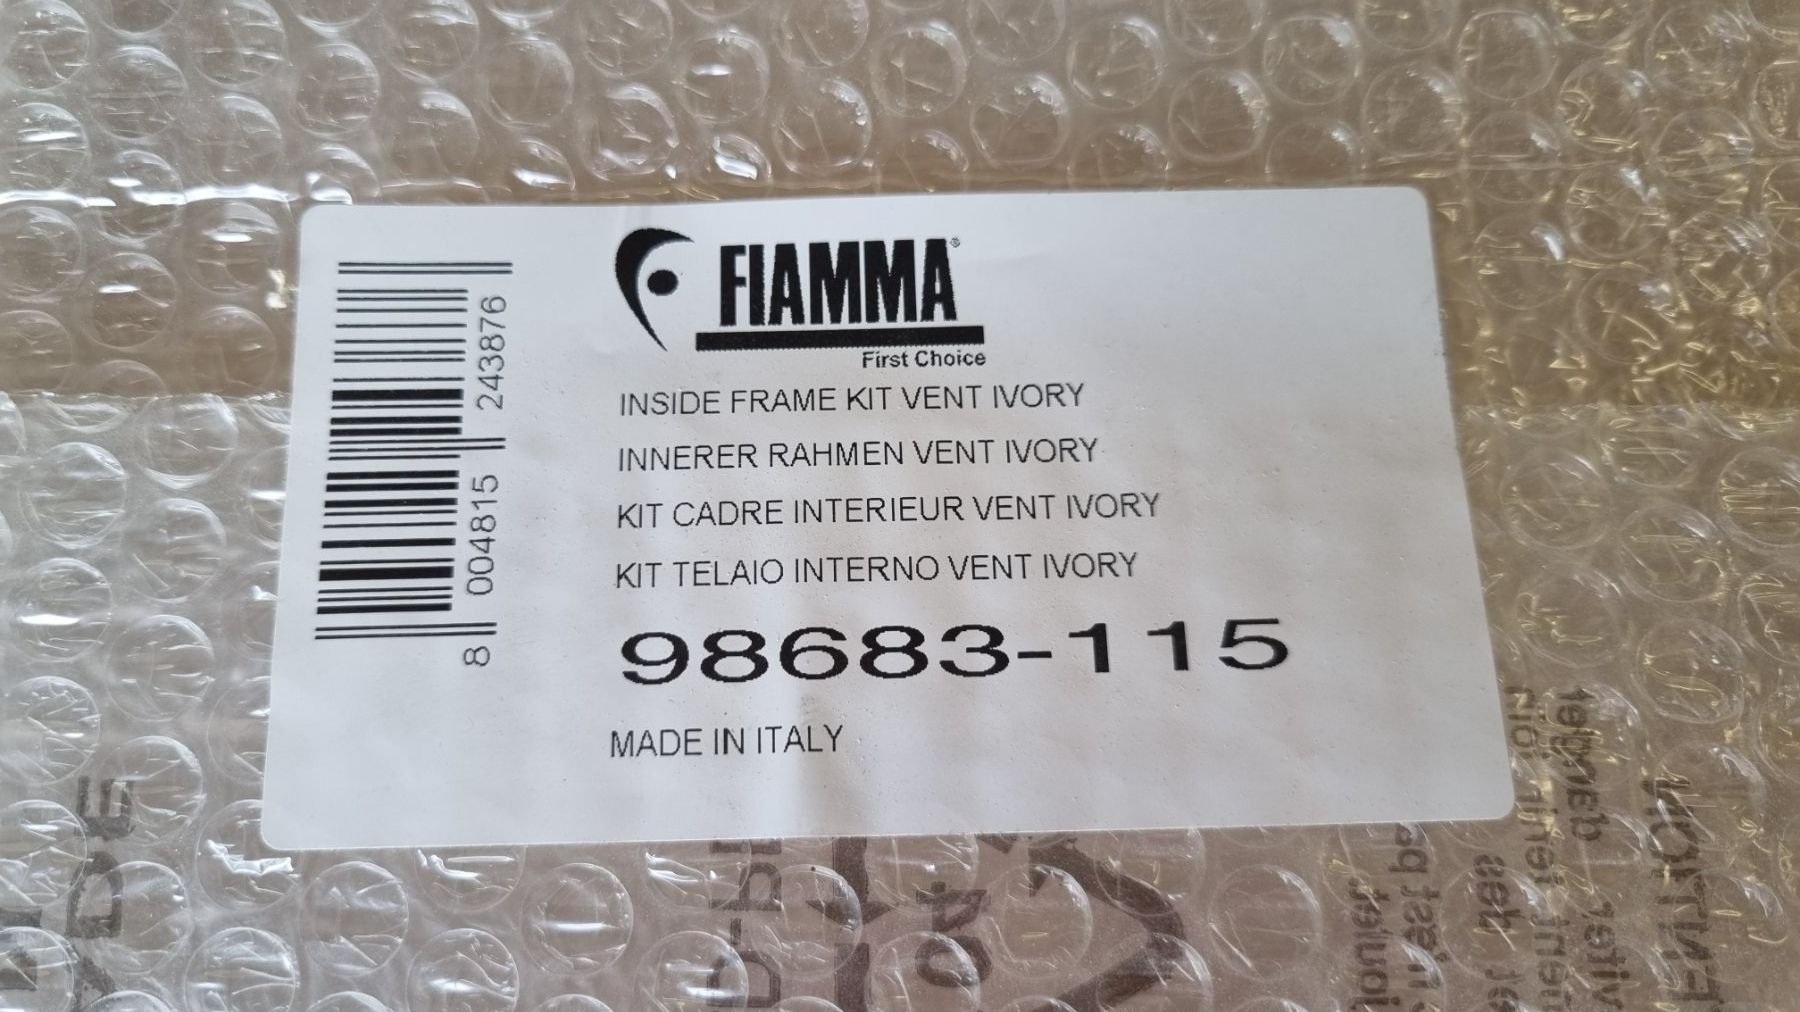 FIAMMA®
First Choice
INSIDE FRAME KIT VENT IVORY
INNERER RAHMEN VENT IVORY
KIT CADRE INTERIEUR VENT IVORY
KIT TELAIO INTERNO VENT IVORY
98683-115
MADE IN ITALY
8 004815 243876